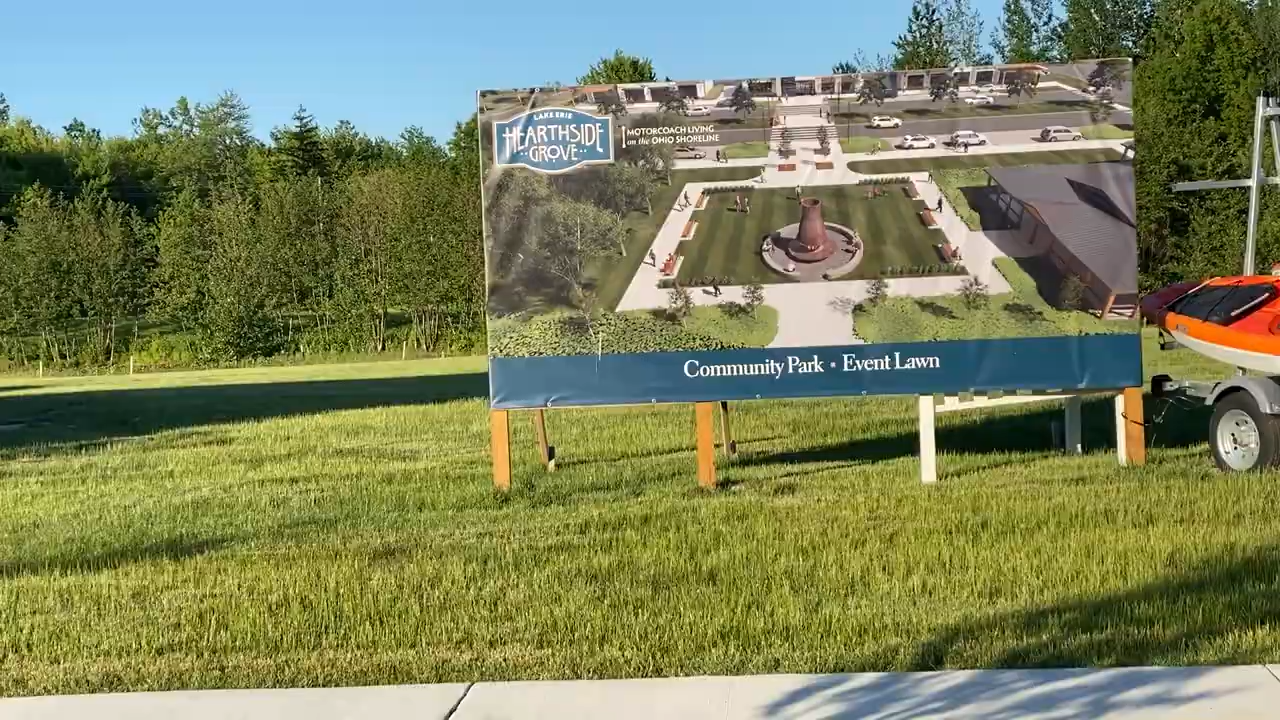 LAKE ERIE
HEARTHSIDE
GROVE
MOTORCOACH LIVING
on the OHIO SHORELINE
Community Park • Event Lawn